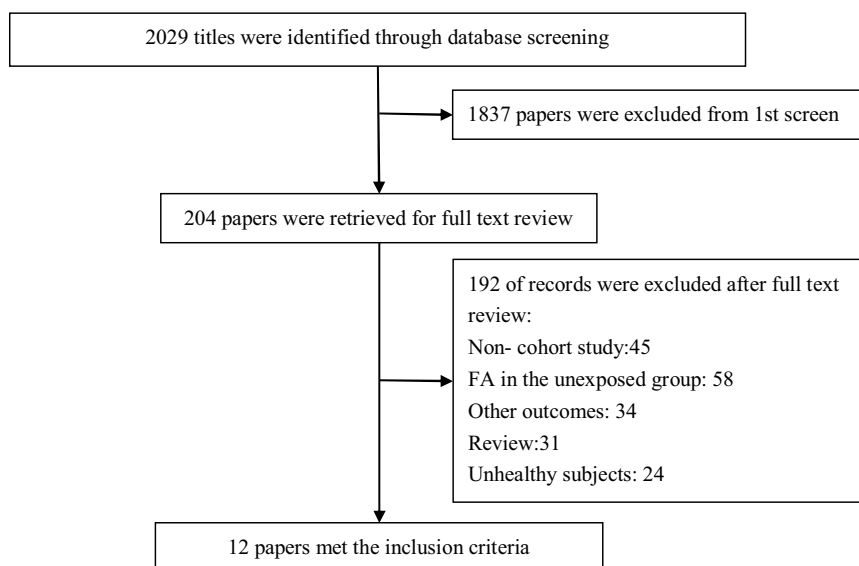 2029 titles were identified through database screening
1837 papers were excluded from 1st screen
204 papers were retrieved for full text review
192 of records were excluded after full text
review:
Non- cohort study:45
FA in the unexposed group: 58
Other outcomes: 34
Review:31
Unhealthy subjects: 24
12 papers met the inclusion criteria